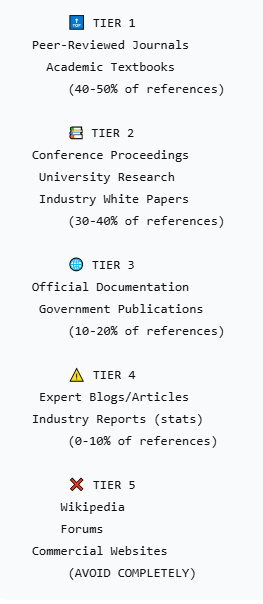 🔝 TIER 1
Peer-Reviewed Journals
Academic Textbooks
(40-50% of references)
📚 TIER 2
Conference Proceedings
University Research
Industry White Papers
(30-40% of references)
🌐 TIER 3
Official Documentation
Government Publications
(10-20% of references)
⚠️ TIER 4
Expert Blogs/Articles
Industry Reports (stats)
(0-10% of references)
❌ TIER 5
Wikipedia
Forums
Commercial Websites
(AVOID COMPLETELY)